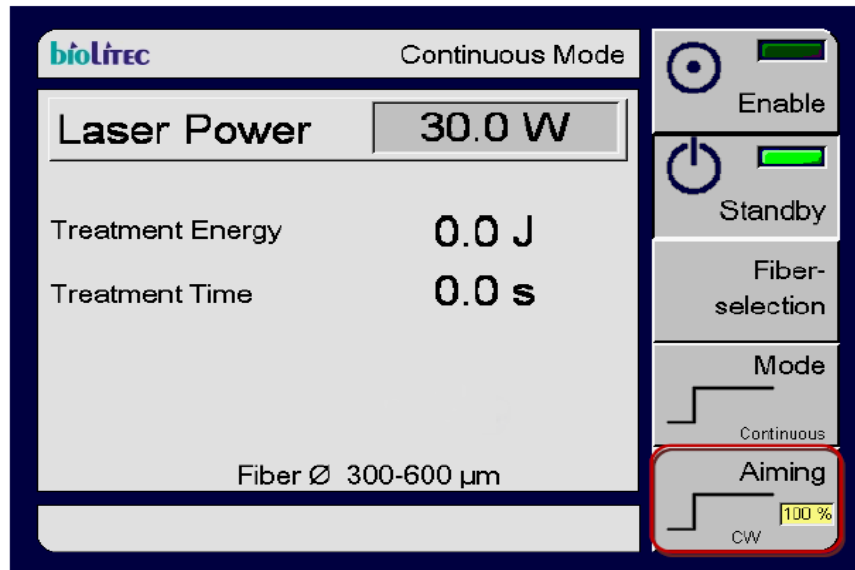 biolitec
Continuous Mode
Laser Power
30.0 W
Treatment Energy
0.0 J
Treatment Time
0.0 s
Fiber Ø 300-600 µm
Enable
Standby
Fiber-
selection
Mode
Continuous
Aiming
100 %
CW